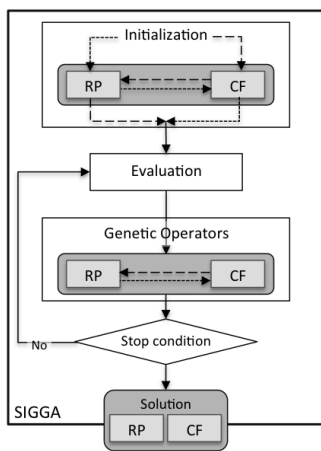 Initialization
RP CF
Evaluation
Genetic Operators
RP CF
No
Stop condition
Solution
SIGGA
RP CF